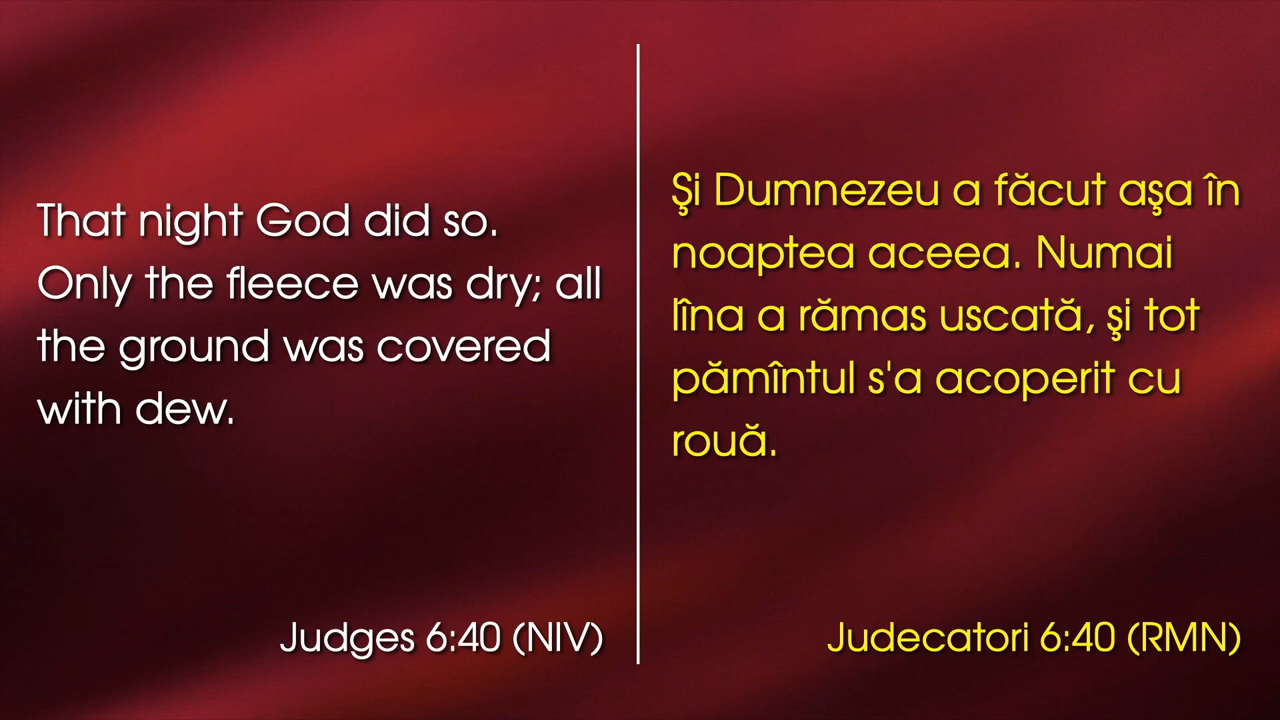 That night God did so.
Only the fleece was dry; all
the ground was covered
with dew.
Judges 6:40 (NIV)
Şi Dumnezeu a făcut aşa în
noaptea aceea. Numai
lîna a rămas uscată, şi tot
pămîntul s'a acoperit cu
rouă.
Judecatori 6:40 (RMN)